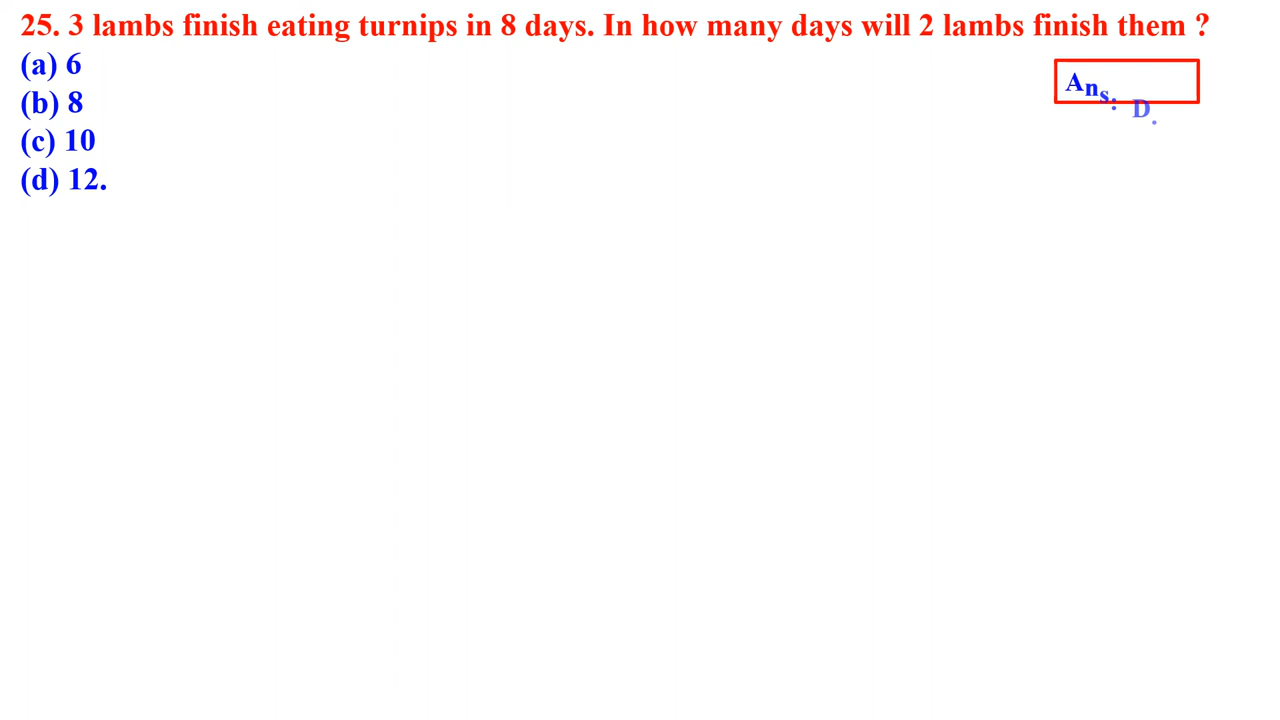 25. 3 lambs finish eating turnips in 8 days. In how many days will 2 lambs finish them ?
(a) 6
Ans: D.
(b) 8
(c) 10
(d) 12.